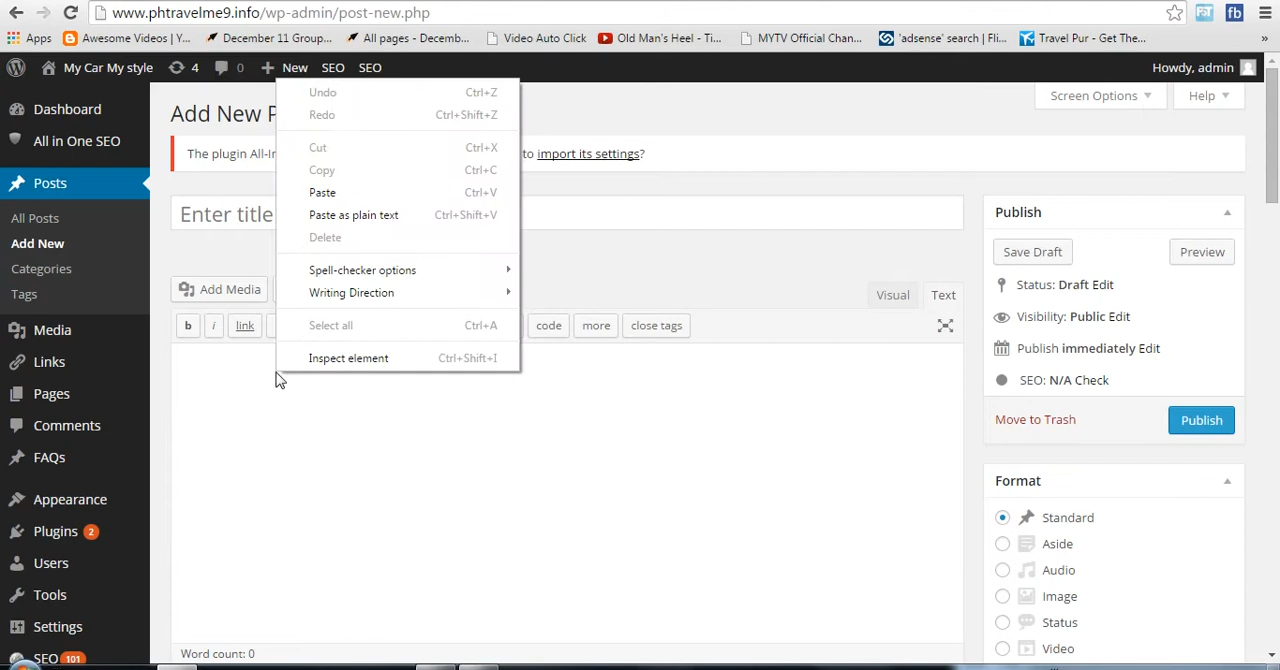 www.phtravelme9.info/wp-admin/post-new.php
Apps Awesome Videos | Y... December 11 Group... All pages - Decemb... Video Auto Click Old Man's Heel - Ti... MYTV Official Chan... 'adsense' search | Fli... Travel Pur - Get The... »
My Car My style 4 0 New SEO SEO Howdy, admin
Dashboard
All in One SEO
Posts
All Posts
Add New
Categories
Tags
Media
Links
Pages
Comments
FAQs
Appearance
Plugins 2
Users
Tools
Settings
SEO 101
Screen Options Help
Add New P
The plugin All-In
to import its settings?
Enter title
Add Media
Visual Text
b i link
code more close tags
Word count: 0
Undo Ctrl+Z
Redo Ctrl+Shift+Z
Cut Ctrl+X
Copy Ctrl+C
Paste Ctrl+V
Paste as plain text Ctrl+Shift+V
Delete
Spell-checker options
Writing Direction
Select all Ctrl+A
Inspect element Ctrl+Shift+I
Publish
Save Draft Preview
Status: Draft Edit
Visibility: Public Edit
Publish immediately Edit
SEO: N/A Check
Move to Trash Publish
Format
Standard
Aside
Audio
Image
Status
Video